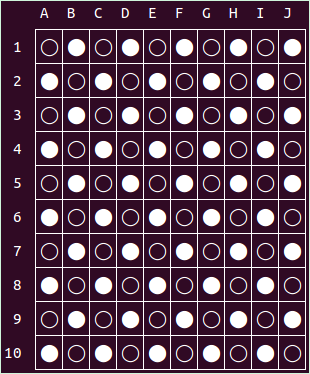 A B C D E F G H I J
1 ○ ● ○ ● ○ ● ○ ● ○ ●
2 ● ○ ● ○ ● ○ ● ○ ● ○
3 ○ ● ○ ● ○ ● ○ ● ○ ●
4 ● ○ ● ○ ● ○ ● ○ ● ○
5 ○ ● ○ ● ○ ● ○ ● ○ ●
6 ● ○ ● ○ ● ○ ● ○ ● ○
7 ○ ● ○ ● ○ ● ○ ● ○ ●
8 ● ○ ● ○ ● ○ ● ○ ● ○
9 ○ ● ○ ● ○ ● ○ ● ○ ●
10 ● ○ ● ○ ● ○ ● ○ ● ○